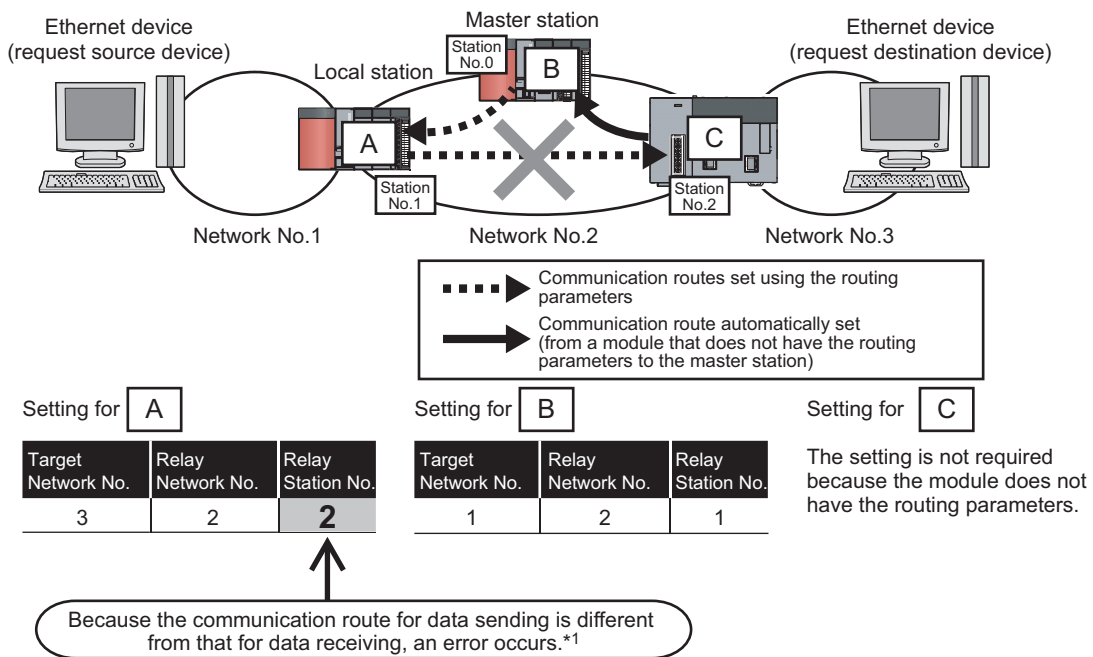 Ethernet device
(request source device)
Master station
Ethernet device
(request destination device)
Station
No.0
B
Local station
A
C
Station
No.1
Station
No.2
Network No.1
Network No.2
Network No.3
Communication routes set using the routing
parameters
Communication route automatically set
(from a module that does not have the routing
parameters to the master station)
Setting for A
Target
Network No.
Relay
Network No.
Relay
Station No.
3
2
2
Setting for B
Target
Network No.
Relay
Network No.
Relay
Station No.
1
2
1
Setting for C
The setting is not required
because the module does not
have the routing parameters.
Because the communication route for data sending is different
from that for data receiving, an error occurs.*1